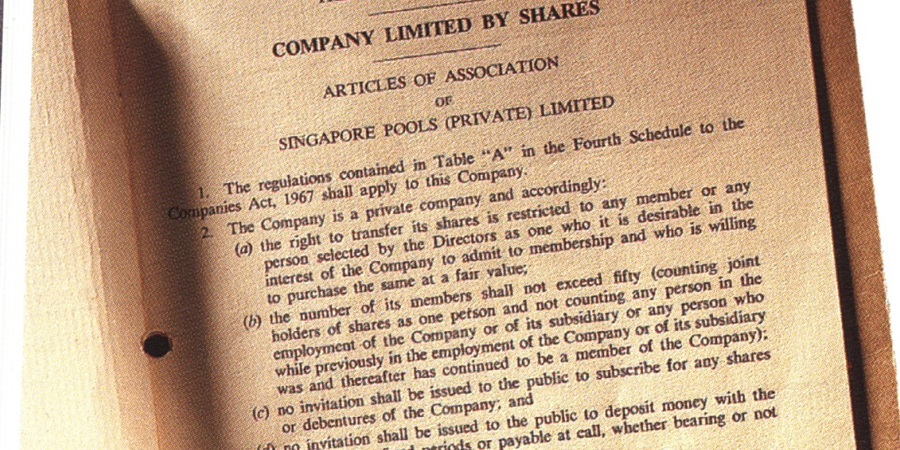 COMPANY LIMITED BY SHARES
ARTICLES OF ASSOCIATION
OF
SINGAPORE POOLS (PRIVATE) LIMITED
1. The regulations contained in Table “A” in the Fourth Schedule to the
Companies Act, 1967 shall apply to this Company.
2. The Company is a private company and accordingly:
(a) the right to transfer its shares is restricted to any member or any
person selected by the Directors as one who it is desirable in the
interest of the Company to admit to membership and who is willing
to purchase the same at a fair value;
(b) the number of its members shall not exceed fifty (counting joint
holders of shares as one person and not counting any person in the
employment of the Company or of its subsidiary or any person who
while previously in the employment of the Company or of its subsidiary
was and thereafter has continued to be a member of the Company);
(c) no invitation shall be issued to the public to subscribe for any shares
or debentures of the Company; and
no invitation shall be issued to the public to deposit money with the
periods or payable at call, whether bearing or not